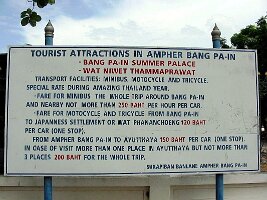 TOURIST ATTRACTIONS IN AMPHER BANG PA-IN
- BANG PA-IN SUMMER PALACE
- WAT NIVET THAMMAPRAWAT
TRANSPORT FACILITIES: MINIBUS, MOTOCYCLE AND TRICYCLE.
SPECIAL RATE DURING AMAZING THAILAND YEAR.
-FARE FOR MINIBUS THE WHOLE TRIP AROUND BANG PA-IN
AND NEARBY NOT MORE THAN 250 BAHT PER HOUR PER CAR.
-FARE FOR MOTOCYCLE AND TRICYCLE FROM BANG PA-IN
TO JAPANNESS SETTLEMENT OR WAT PHANANCHOENG 120 BAHT
PER CAR (ONE STOP).
FROM AMPHER BANG PA-IN TO AYUTTHAYA 150 BAHT PER CAR (ONE STOP).
IN CASE OF VISIT MORE THAN ONE PLACE IN AYUTTHAYA BUT NOT MORE THAN
3 PLACES 200 BAHT FOR THE WHOLE TRIP.
BANLANE AMPHER BANG PA-IN